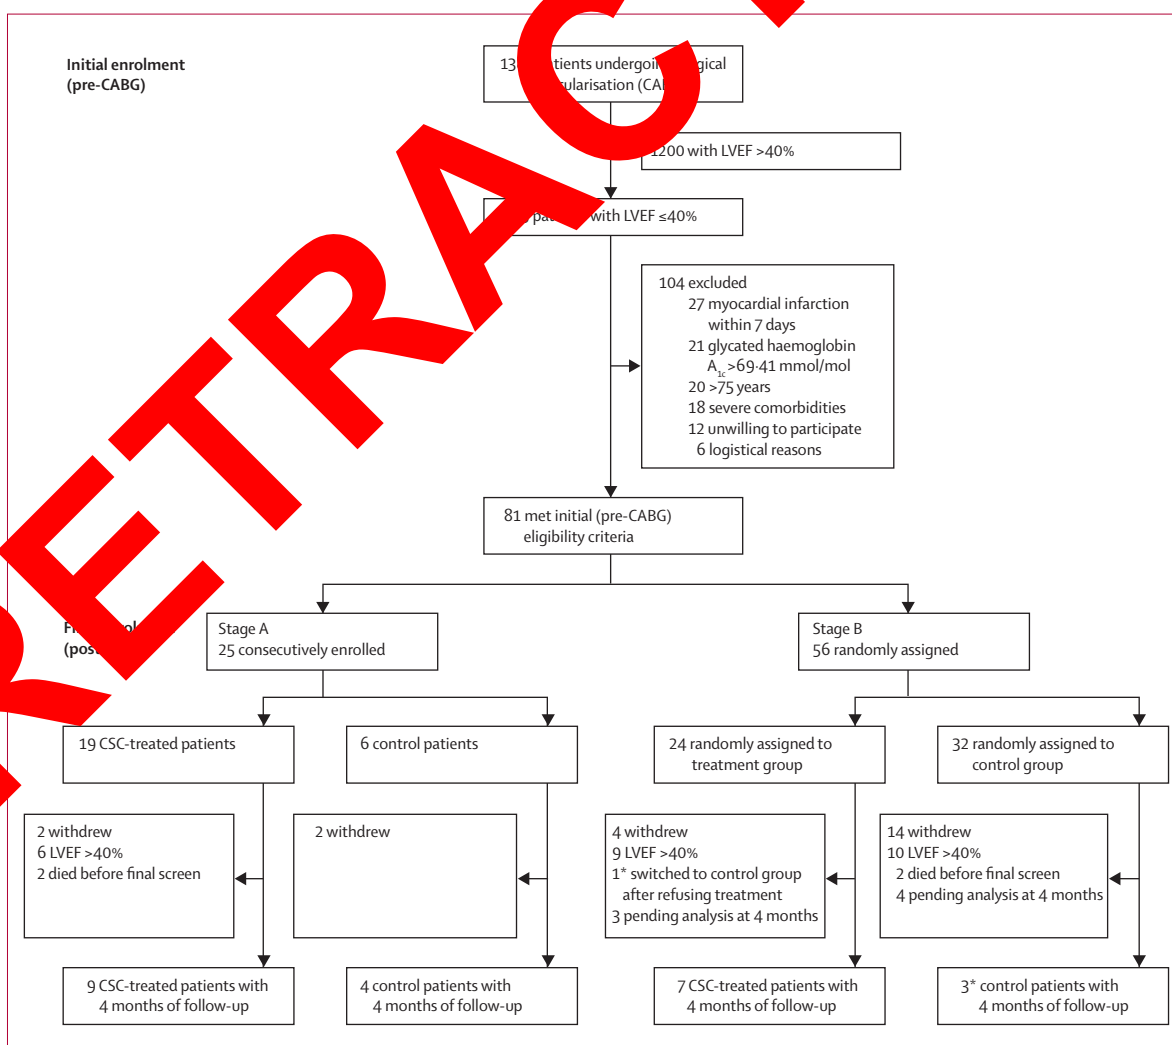 Initial enrolment
(pre-CABG)
undergoing
1200 with LVEF >40%
with LVEF ≤40%
104 excluded
27 myocardial infarction
within 7 days
21 glycated haemoglobin
A1c >69·41 mmol/mol
20 >75 years
18 severe comorbidities
12 unwilling to participate
6 logistical reasons
81 met initial (pre-CABG)
eligibility criteria
Stage A
25 consecutively enrolled
Stage B
56 randomly assigned
19 CSC-treated patients
6 control patients
24 randomly assigned to
treatment group
32 randomly assigned to
control group
2 withdrew
6 LVEF >40%
2 died before final screen
2 withdrew
4 withdrew
9 LVEF >40%
1* switched to control group
after refusing treatment
3 pending analysis at 4 months
14 withdrew
10 LVEF >40%
2 died before final screen
4 pending analysis at 4 months
9 CSC-treated patients with
4 months of follow-up
4 control patients with
4 months of follow-up
7 CSC-treated patients with
4 months of follow-up
3* control patients with
4 months of follow-up
RETRAC